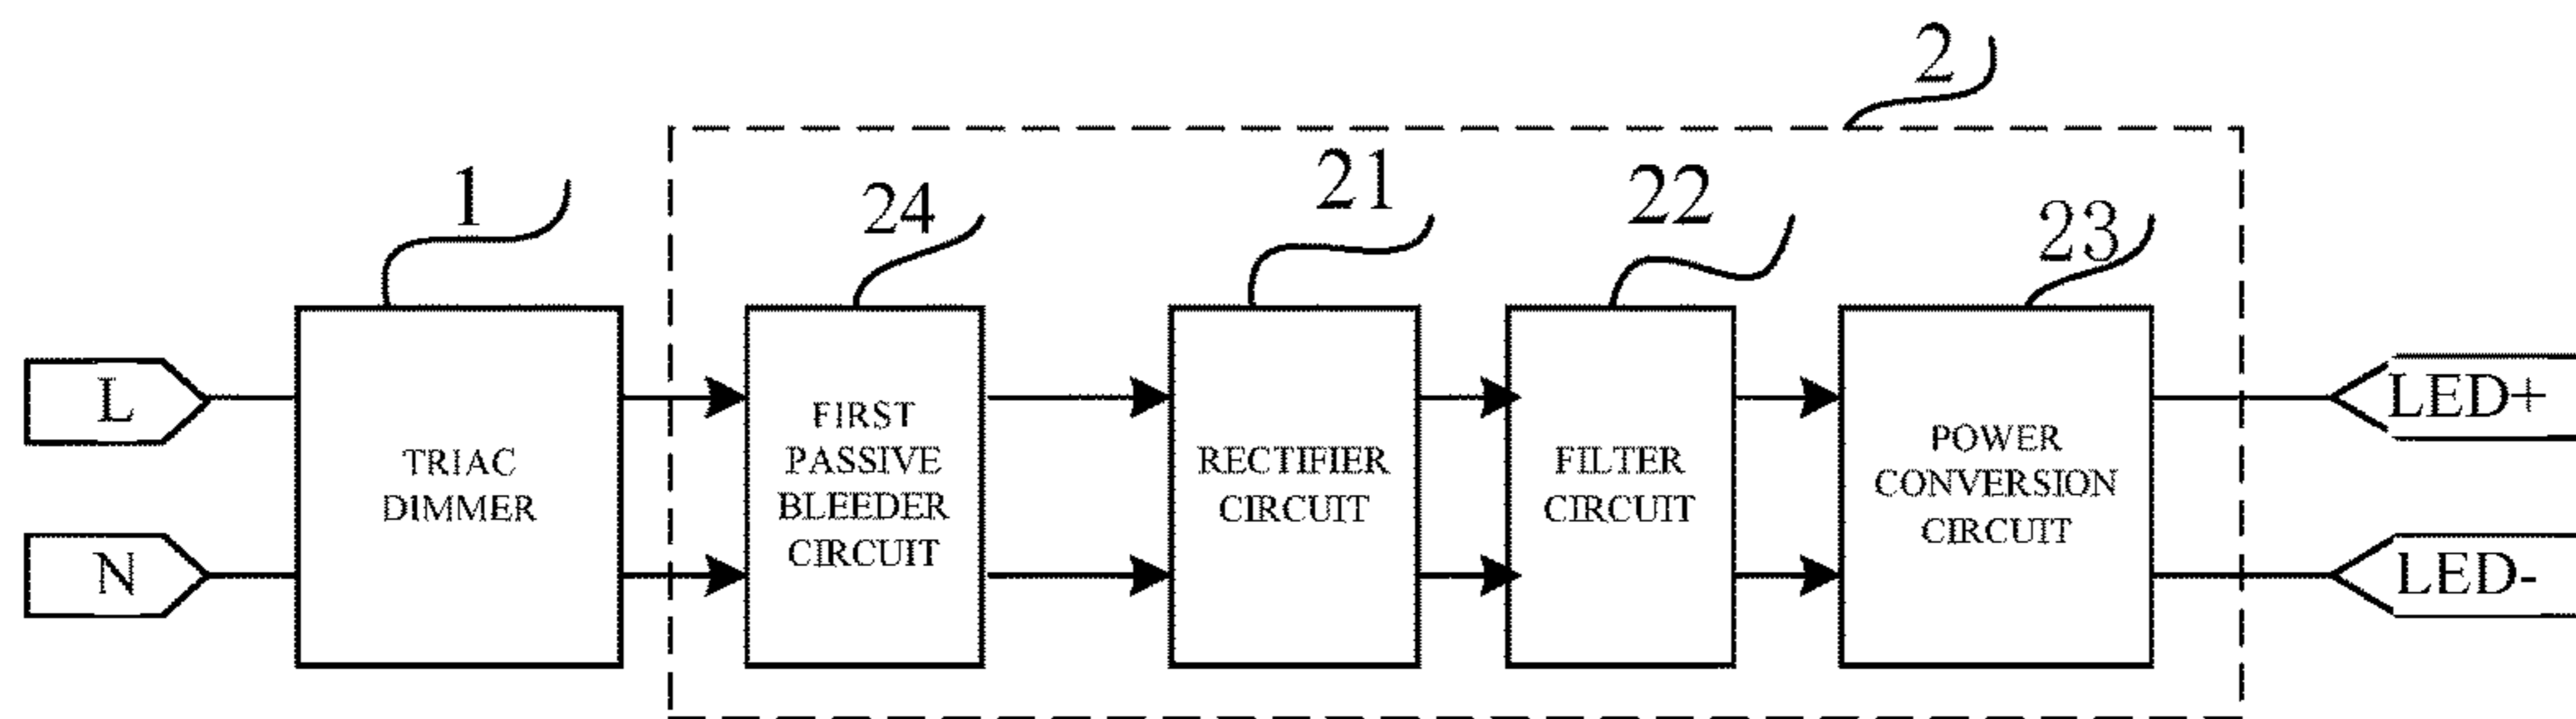 2
1
24
21
22
23
L
N
TRIAC
DIMMER
FIRST
PASSIVE
BLEEDER
CIRCUIT
RECTIFIER
CIRCUIT
FILTER
CIRCUIT
POWER
CONVERSION
CIRCUIT
LED+
LED-